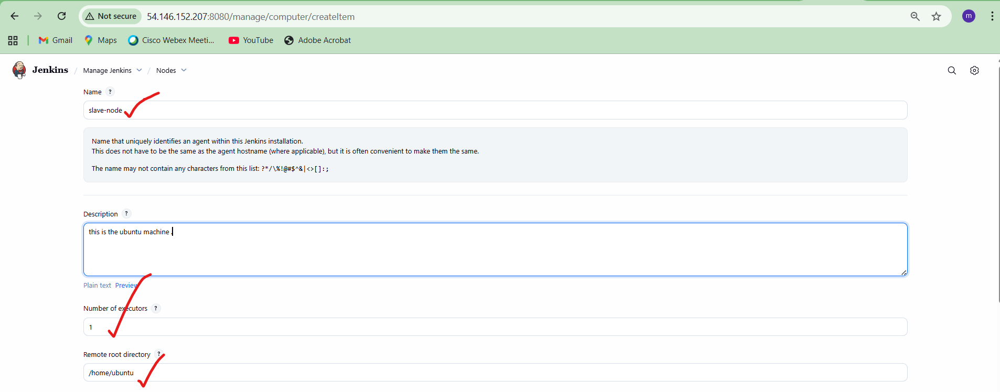 Not secure 54.146.152.207:8080/manage/computer/createItem m
Gmail Maps Cisco Webex Meeti... YouTube Adobe Acrobat
Jenkins / Manage Jenkins / Nodes
Name ?
slave-node
Name that uniquely identifies an agent within this Jenkins installation.
This does not have to be the same as the agent hostname (where applicable), but it is often convenient to make them the same.
The name may not contain any characters from this list: ?*/\%!@#$^&|<>[]:;
Description ?
this is the ubuntu machine .
Plain text Preview
Number of executors ?
1
Remote root directory ?
/home/ubuntu